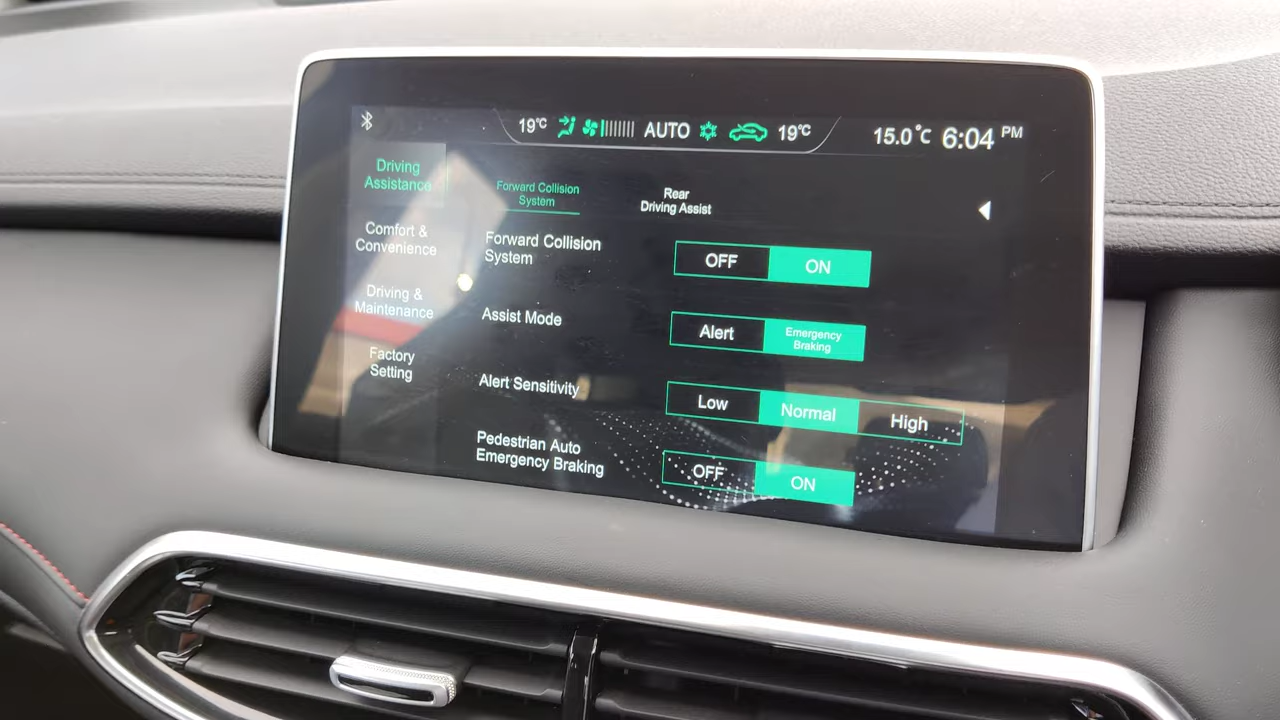 19°C AUTO 19°C 15.0℃ 6:04 PM
Driving
Assistance
Comfort &
Convenience
Driving &
Maintenance
Factory
Setting
Forward Collision
System
Rear
Driving Assist
Forward Collision
System
OFF ON
Assist Mode
Alert
Emergency
Braking
Alert Sensitivity
Low Normal High
Pedestrian Auto
Emergency Braking
OFF ON